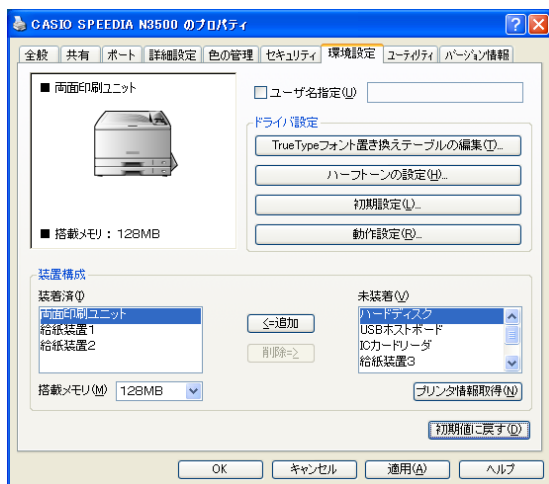 CASIO SPEEDIA N3500 のプロパティ
全般 共有 ポート 詳細設定 色の管理 セキュリティ 環境設定 ユーティリティ バージョン情報
■ 両面印刷ユニット
■ 搭載メモリ : 128MB
ユーザ名指定(U)
ドライバ設定
TrueTypeフォント置き換えテーブルの編集(T)...
ハーフトーンの設定(H)...
初期設定(L)...
動作設定(R)...
装置構成
装着済(I)
両面印刷ユニット
給紙装置1
給紙装置2
<=追加
削除=>
未装着(V)
ハードディスク
USBホストボード
ICカードリーダ
給紙装置3
搭載メモリ(M) 128MB
プリンタ情報取得(N)
初期値に戻す(D)
OK キャンセル 適用(A) ヘルプ